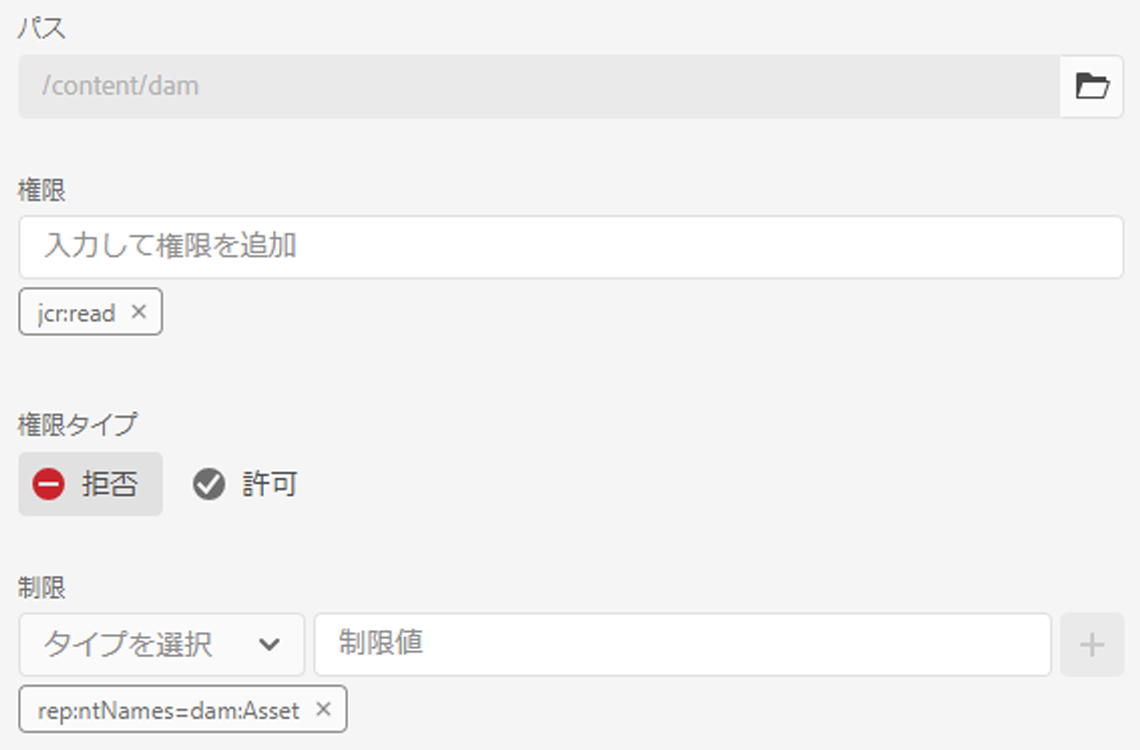 パス
/content/dam
権限
入力して権限を追加
jcr:read ×
権限タイプ
拒否 許可
制限
タイプを選択 制限値 +
rep:ntNames=dam:Asset ×